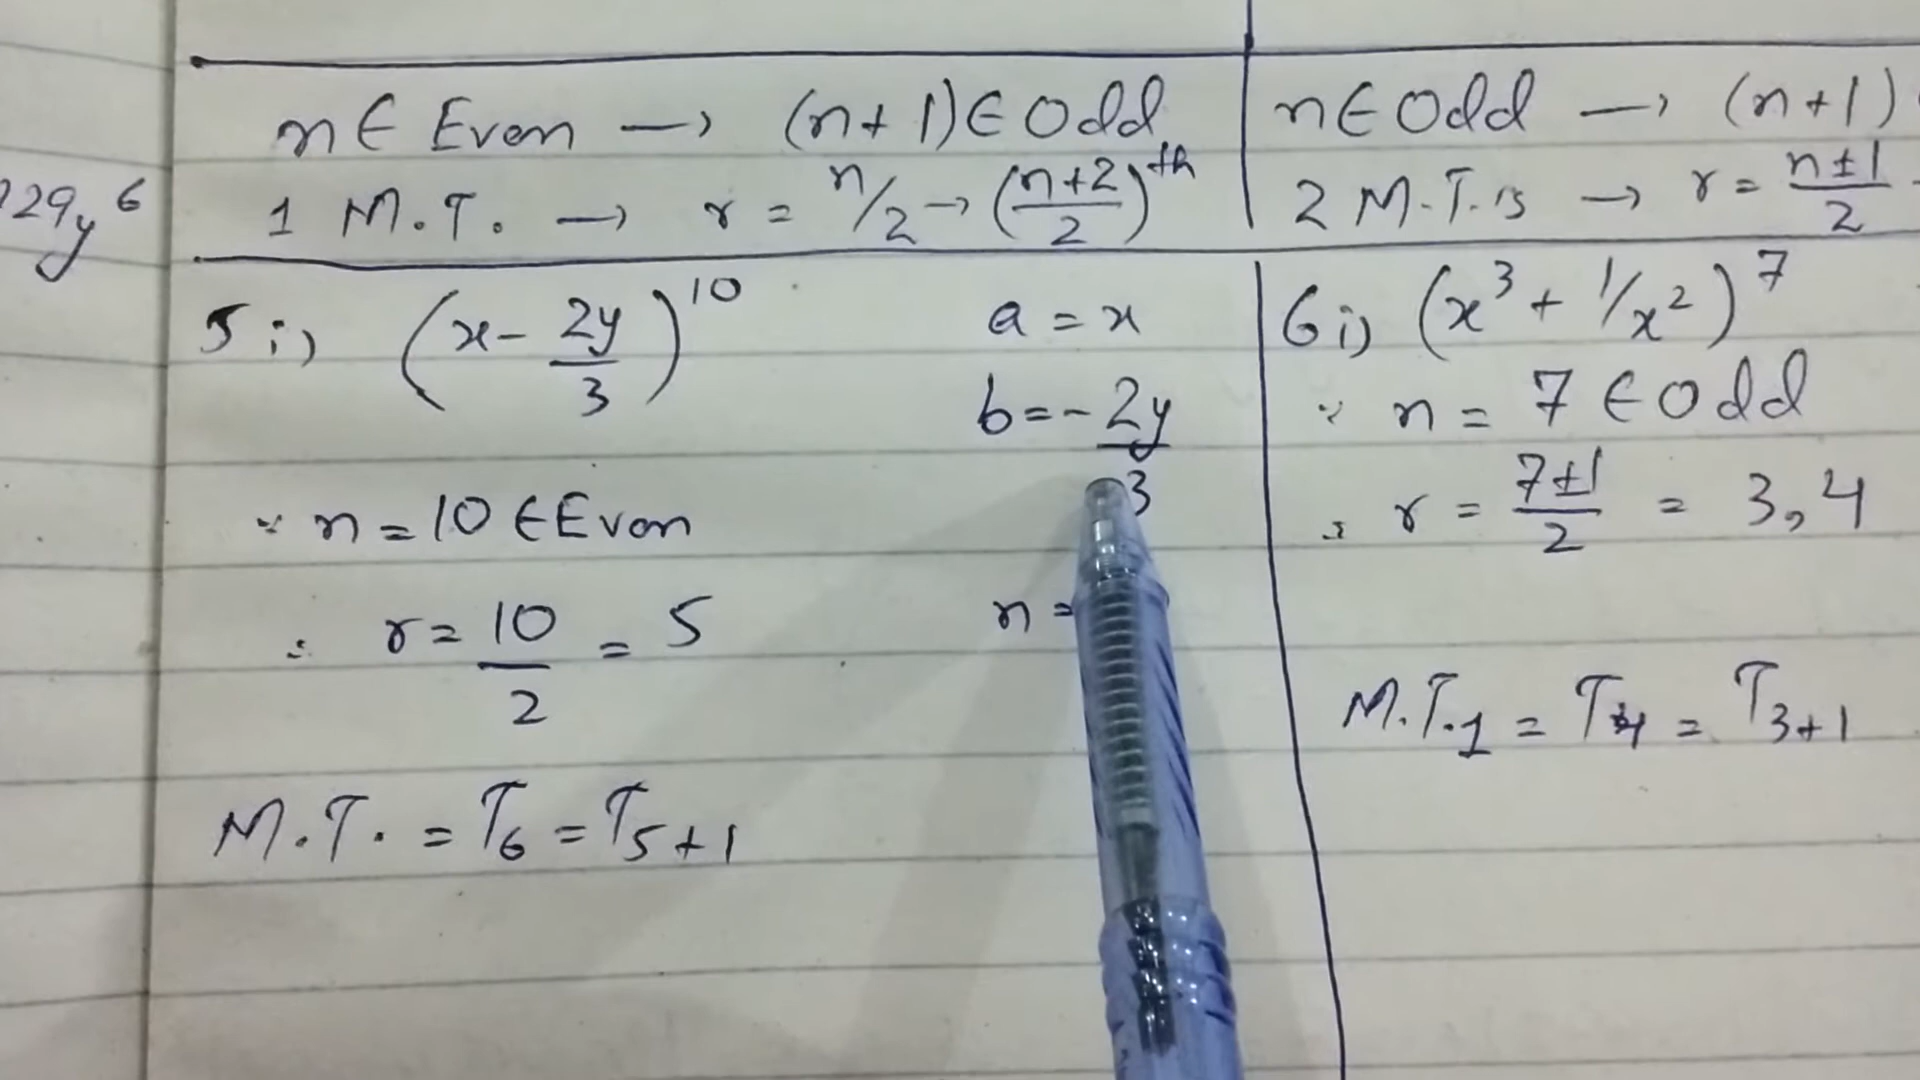 n ∈ Even → (n+1) ∈ Odd
1 M.T. → r = n/2 → ((n+2)/2)th
n ∈ Odd → (n+1)
2 M.T.s → r = (n±1)/2
29y^6
5 i) (x - 2y/3)^10
a = x
b = -2y/3
∵ n = 10 ∈ Even
n =
∴ r = 10/2 = 5
M.T. = T6 = T5+1
6 i) (x^3 + 1/x^2)^7
∵ n = 7 ∈ Odd
∴ r = (7±1)/2 = 3, 4
M.T.1 = T4 = T3+1